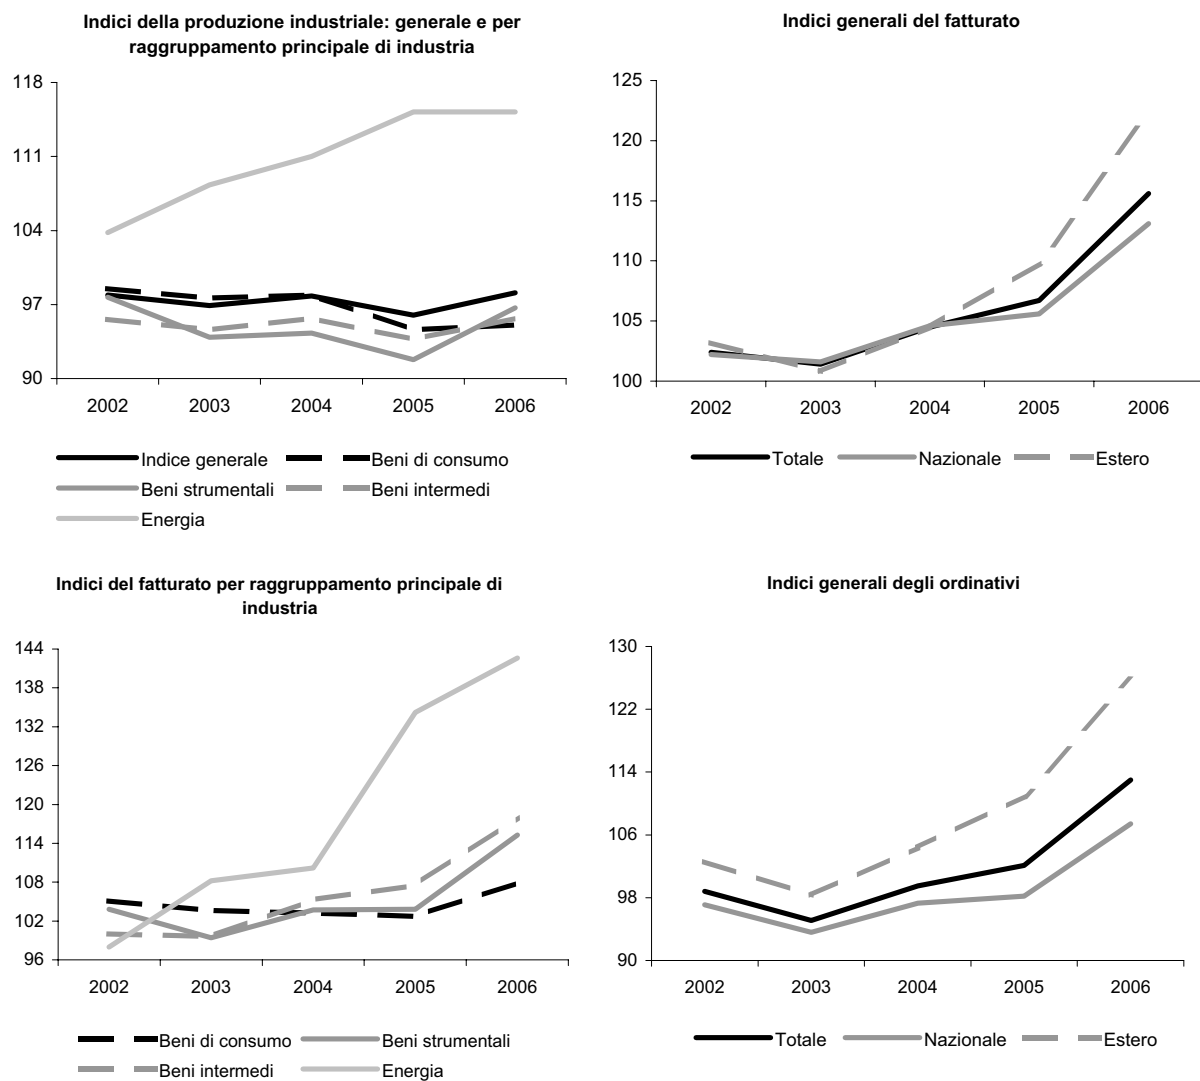 Indici della produzione industriale: generale e per
raggruppamento principale di industria
118
111
104
97
90
2002 2003 2004 2005 2006
Indice generale Beni di consumo
Beni strumentali Beni intermedi
Energia
Indici generali del fatturato
125
120
115
110
105
100
2002 2003 2004 2005 2006
Totale Nazionale Estero
Indici del fatturato per raggruppamento principale di
industria
144
138
132
126
120
114
108
102
96
2002 2003 2004 2005 2006
Beni di consumo Beni strumentali
Beni intermedi Energia
Indici generali degli ordinativi
130
122
114
106
98
90
2002 2003 2004 2005 2006
Totale Nazionale Estero